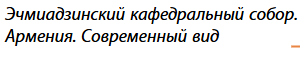 Эчмиадзинский кафедральный собор.
Армения. Современный вид